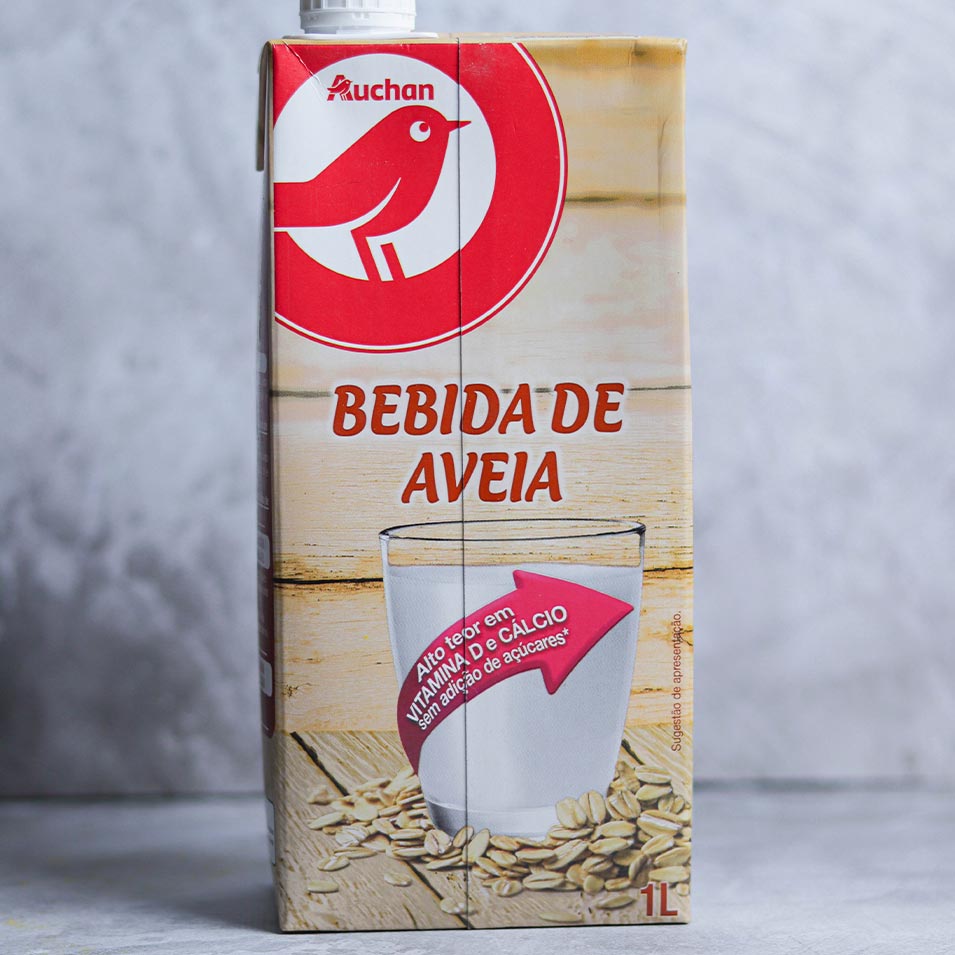 Auchan
BEBIDA DE
AVEIA
Alto teor em
VITAMINA D e CÁLCIO
sem adição de açúcares*
Sugestão de apresentação.
1L